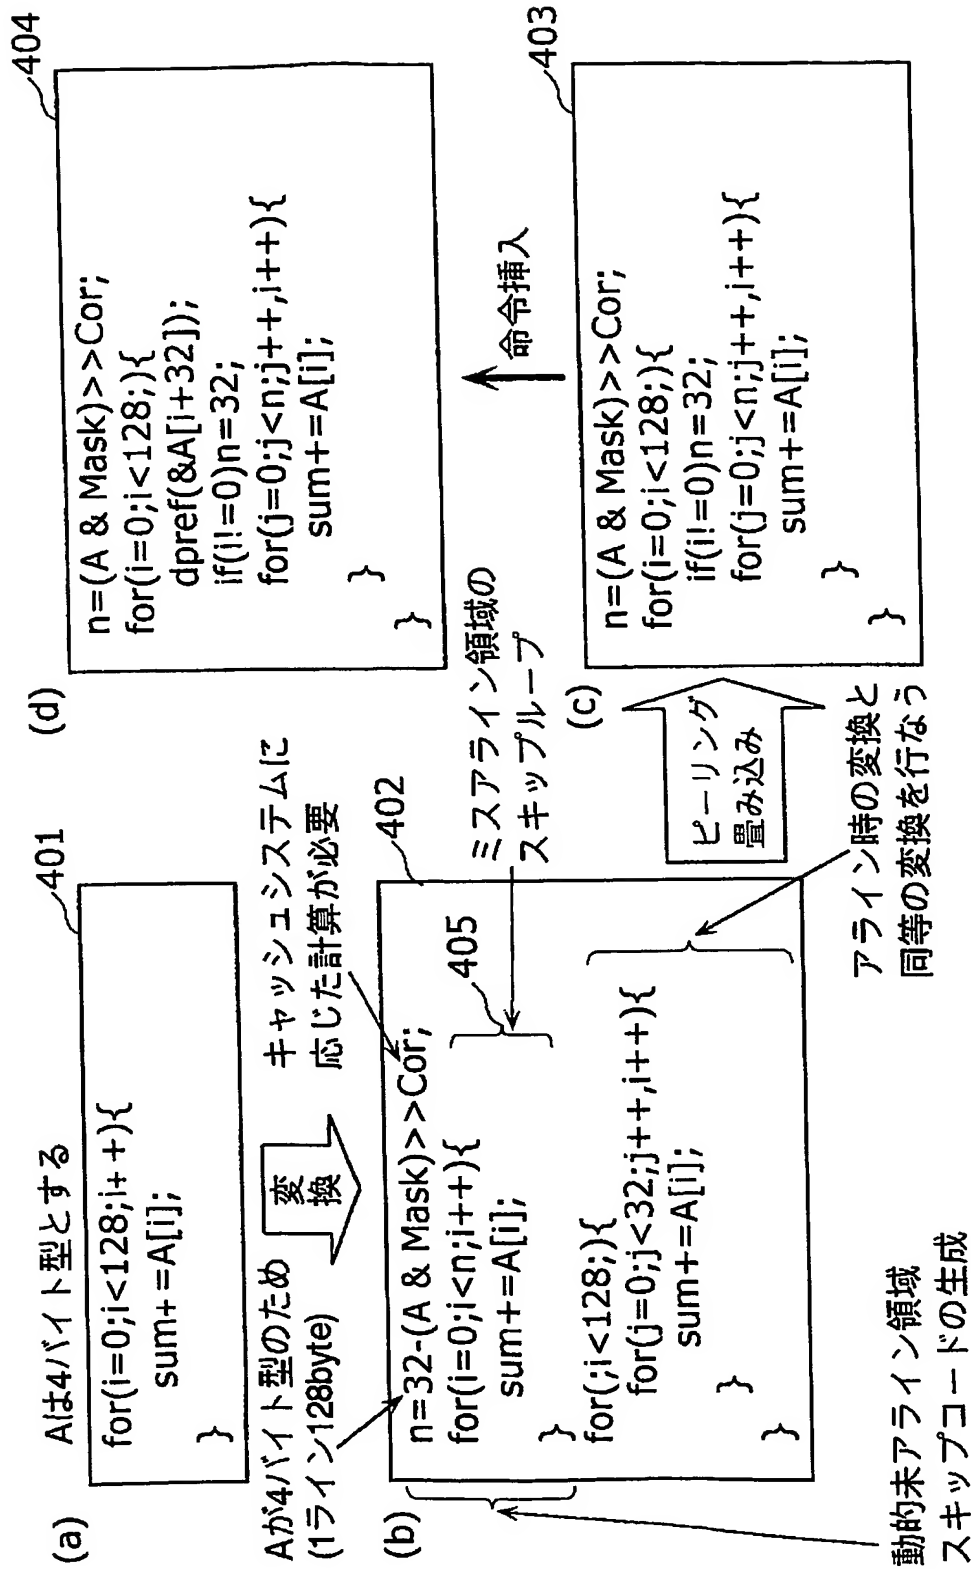 (a)
Aは4バイト型とする
401
for(i=0;i<128;i++){
sum+=A[i];
}
Aが4バイト型のため
(1ライン128byte)
変換
キャッシュシステムに
応じた計算が必要
(b)
402
n=32-(A & Mask)>>Cor;
for(i=0;i<n;i++){
sum+=A[i];
}
405
for(;i<128;){
for(j=0;j<32;j++,i++){
sum+=A[i];
}
}
ミスアライン領域の
スキップループ
動的未アライン領域
スキップコードの生成
アライン時の変換と
同等の変換を行なう
ピーリング
畳み込み
(c)
403
n=(A & Mask)>>Cor;
for(i=0;i<128;){
if(i!=0)n=32;
for(j=0;j<n;j++,i++){
sum+=A[i];
}
}
命令挿入
(d)
404
n=(A & Mask)>>Cor;
for(i=0;i<128;){
dpref(&A[i+32]);
if(i!=0)n=32;
for(j=0;j<n;j++,i++){
sum+=A[i];
}
}